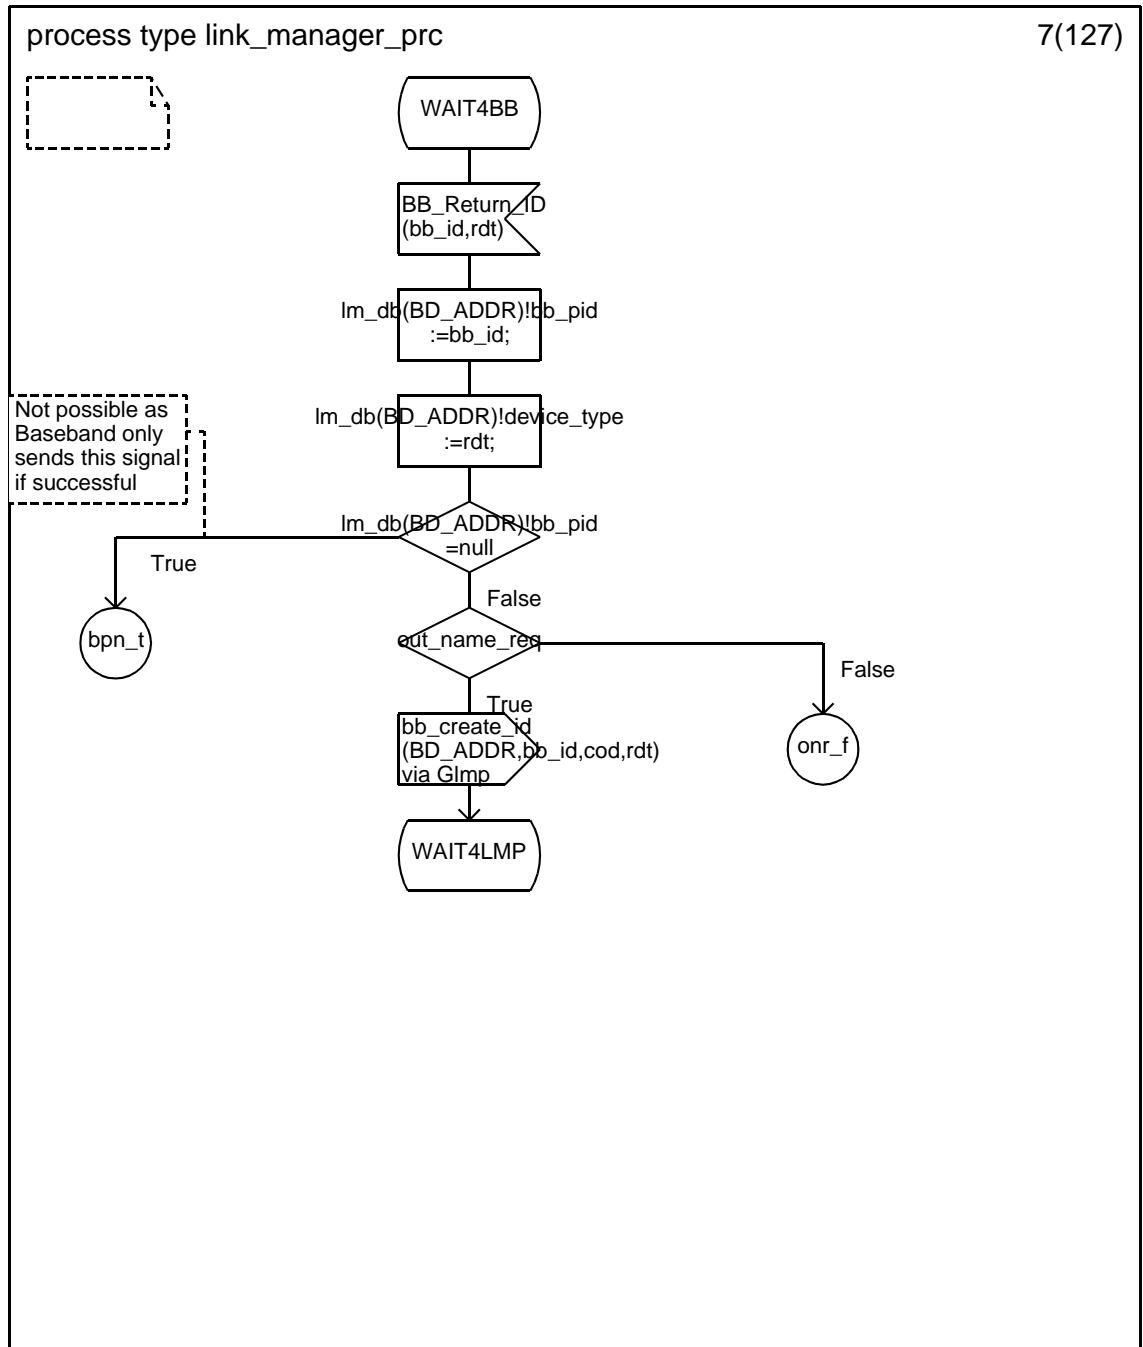 process type link_manager_prc
7(127)
WAIT4BB
BB_Return_ID
(bb_id,rdt)
lm_db(BD_ADDR)!bb_pid
:=bb_id;
Not possible as
Baseband only
sends this signal
if successful
lm_db(BD_ADDR)!device_type
:=rdt;
lm_db(BD_ADDR)!bb_pid
=null
True
False
bpn_t
out_name_req
False
True
bb_create_id
(BD_ADDR,bb_id,cod,rdt)
via Glmp
onr_f
WAIT4LMP